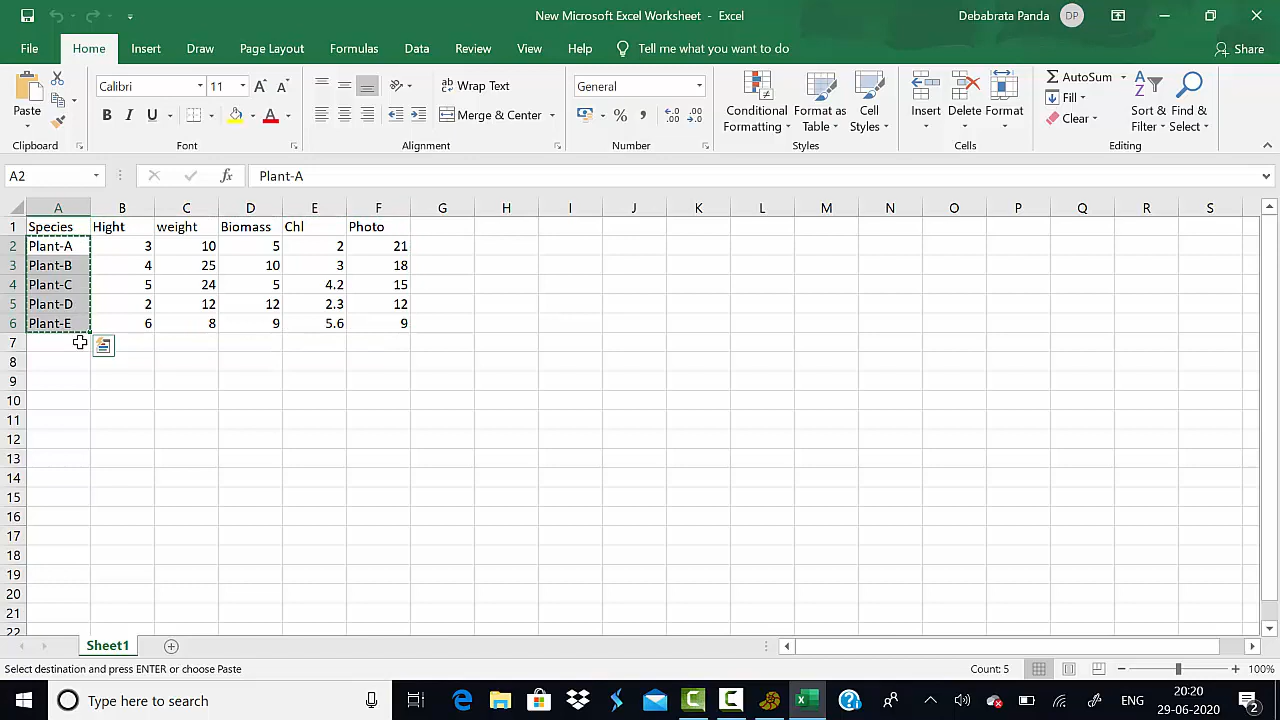 New Microsoft Excel Worksheet - Excel
Debabrata Panda
DP
File Home Insert Draw Page Layout Formulas Data Review View Help Tell me what you want to do Share
Paste
Calibri 11
B I U A
Wrap Text
Merge & Center
General
% ,
Conditional Formatting
Format as Table
Cell Styles
Insert Delete Format
AutoSum
Fill
Clear
Sort & Filter
Find & Select
Clipboard Font Alignment Number Styles Cells Editing
A2 fx Plant-A
A B C D E F G H I J K L M N O P Q R S
1 Species Hight weight Biomass Chl Photo
2 Plant-A 3 10 5 2 21
3 Plant-B 4 25 10 3 18
4 Plant-C 5 24 5 4.2 15
5 Plant-D 2 12 12 2.3 12
6 Plant-E 6 8 9 5.6 9
7
8
9
10
11
12
13
14
15
16
17
18
19
20
21
22
Sheet1
Select destination and press ENTER or choose Paste Count: 5 100%
Type here to search
ENG
20:20
29-06-2020
2